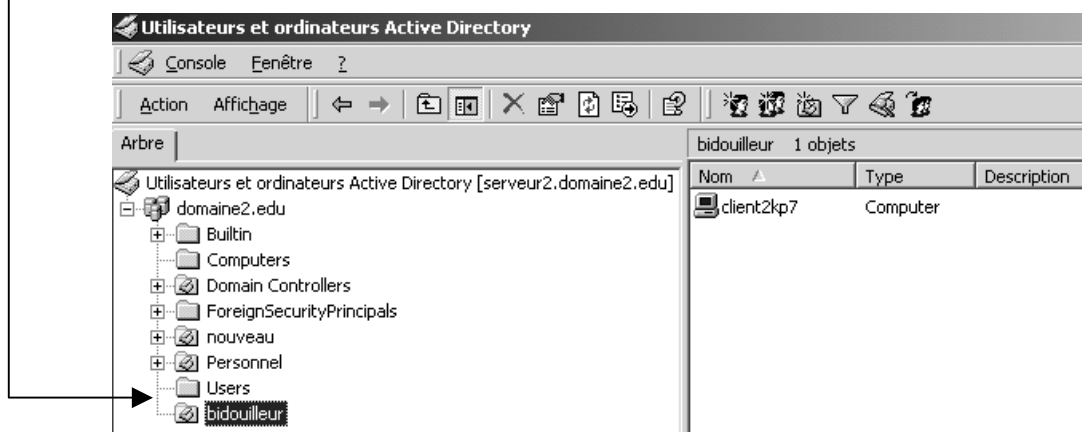 Utilisateurs et ordinateurs Active Directory
Console Fenêtre ?
Action Affichage
Arbre
bidouilleur 1 objets
Utilisateurs et ordinateurs Active Directory [serveur2.domaine2.edu]
Nom Type Description
domaine2.edu
client2kp7 Computer
Builtin
Computers
Domain Controllers
ForeignSecurityPrincipals
nouveau
Personnel
Users
bidouilleur